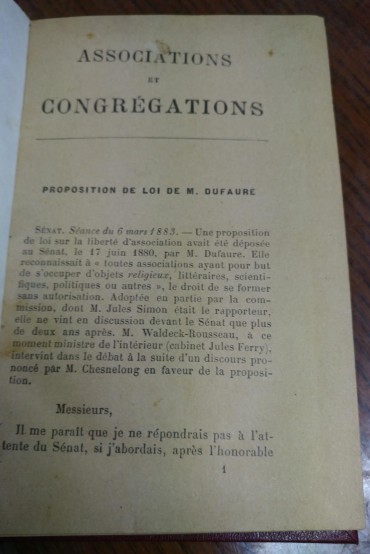 ASSOCIATIONS
ET
CONGRÉGATIONS
PROPOSITION DE LOI DE M. DUFAURE
SÉNAT. Séance du 6 mars 1883. — Une proposition
de loi sur la liberté d'association avait été déposée
au Sénat, le 17 juin 1880, par M. Dufaure. Elle
reconnaissait à « toutes associations ayant pour but
de s'occuper d'objets religieux, littéraires, scienti-
fiques, politiques ou autres », le droit de se former
sans autorisation. Adoptée en partie par la com-
mission, dont M. Jules Simon était le rapporteur,
elle ne vint en discussion devant le Sénat que plus
de deux ans après. M. Waldeck-Rousseau, a ce
moment ministre de l'intérieur (cabinet Jules Ferry),
intervint dans le débat à la suite d'un discours pro-
noncé par M. Chesnelong en faveur de la proposi-
tion.
Messieurs,
Il me paraît que je ne répondrais pas à l'at-
tente du Sénat, si j'abordais, après l'honorable
1